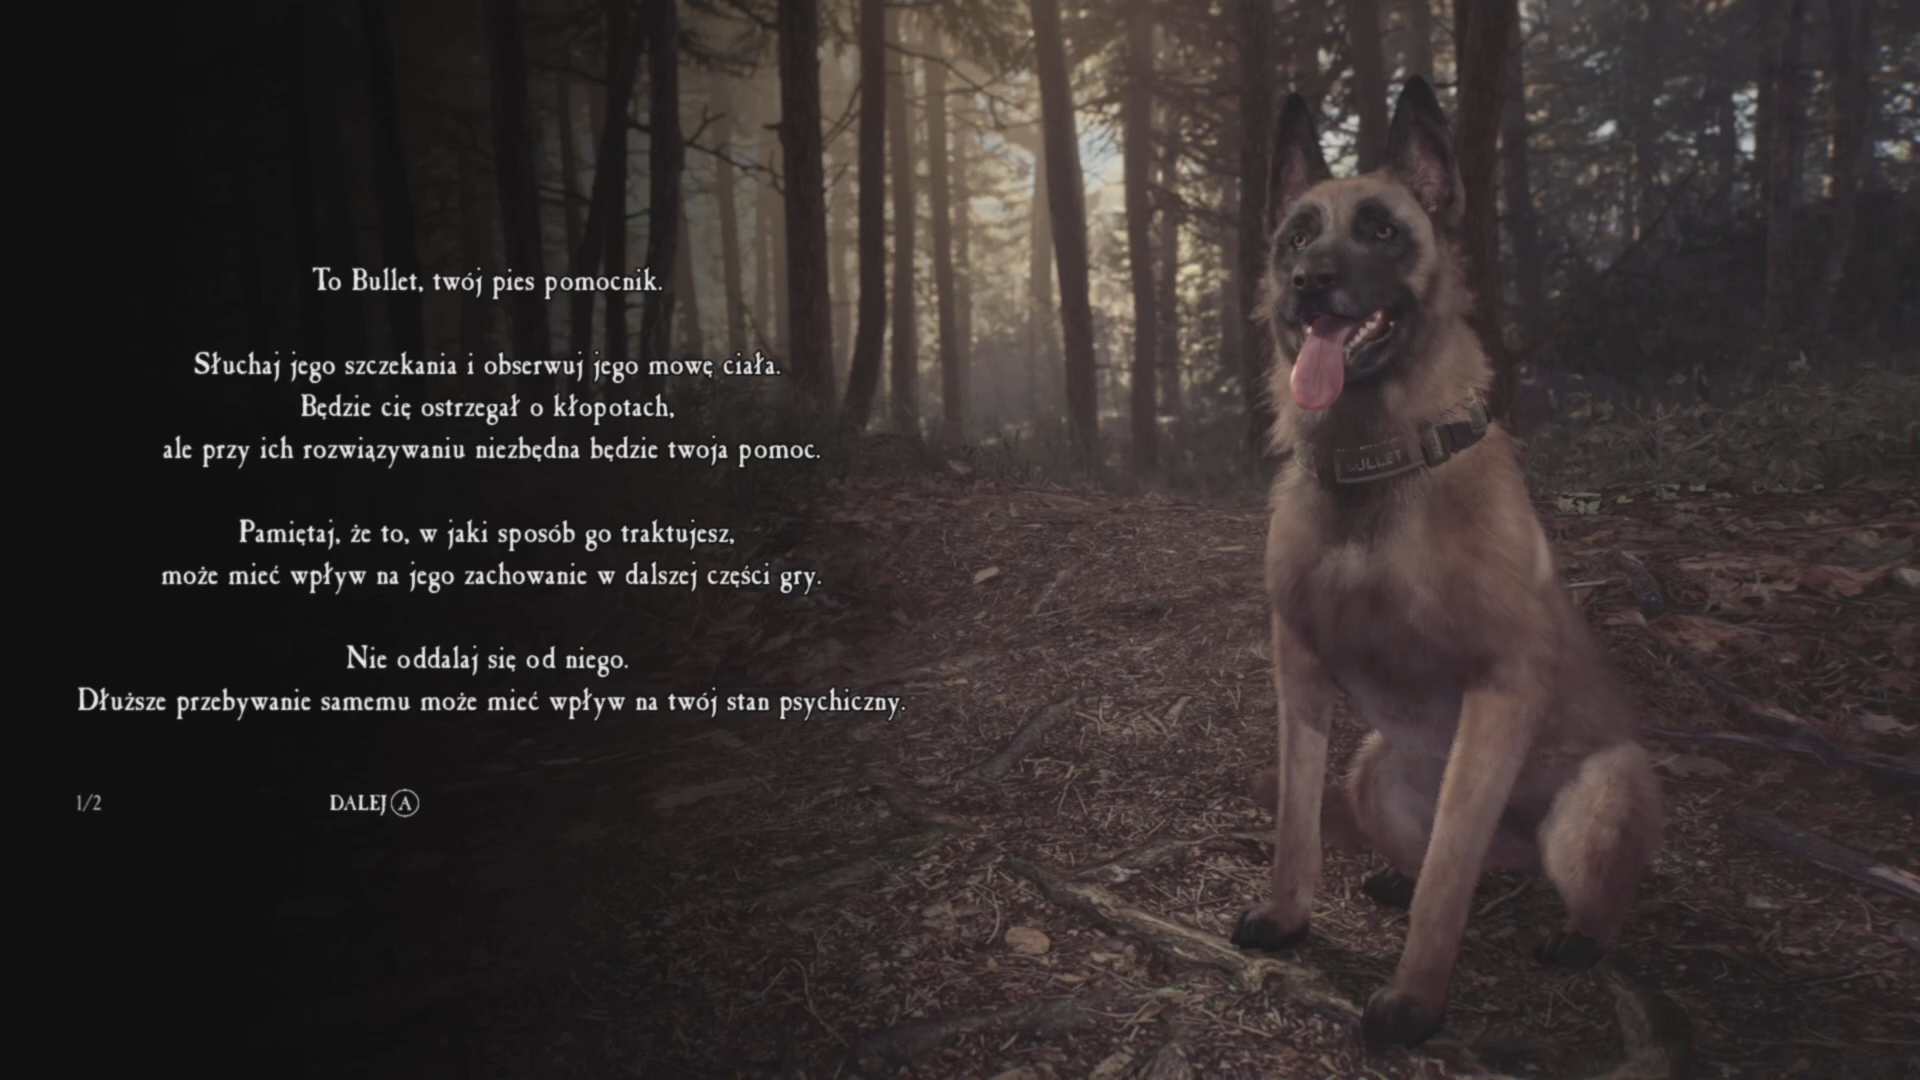 To Bullet, twój pies pomocnik.
Słuchaj jego szczekania i obserwuj jego mowę ciała.
Będzie cię ostrzegał o kłopotach,
ale przy ich rozwiązywaniu niezbędna będzie twoja pomoc.
Pamiętaj, że to, w jaki sposób go traktujesz,
może mieć wpływ na jego zachowanie w dalszej części gry.
Nie oddalaj się od niego.
Dłuższe przebywanie samemu może mieć wpływ na twój stan psychiczny.
1/2
DALEJ A
BULLET